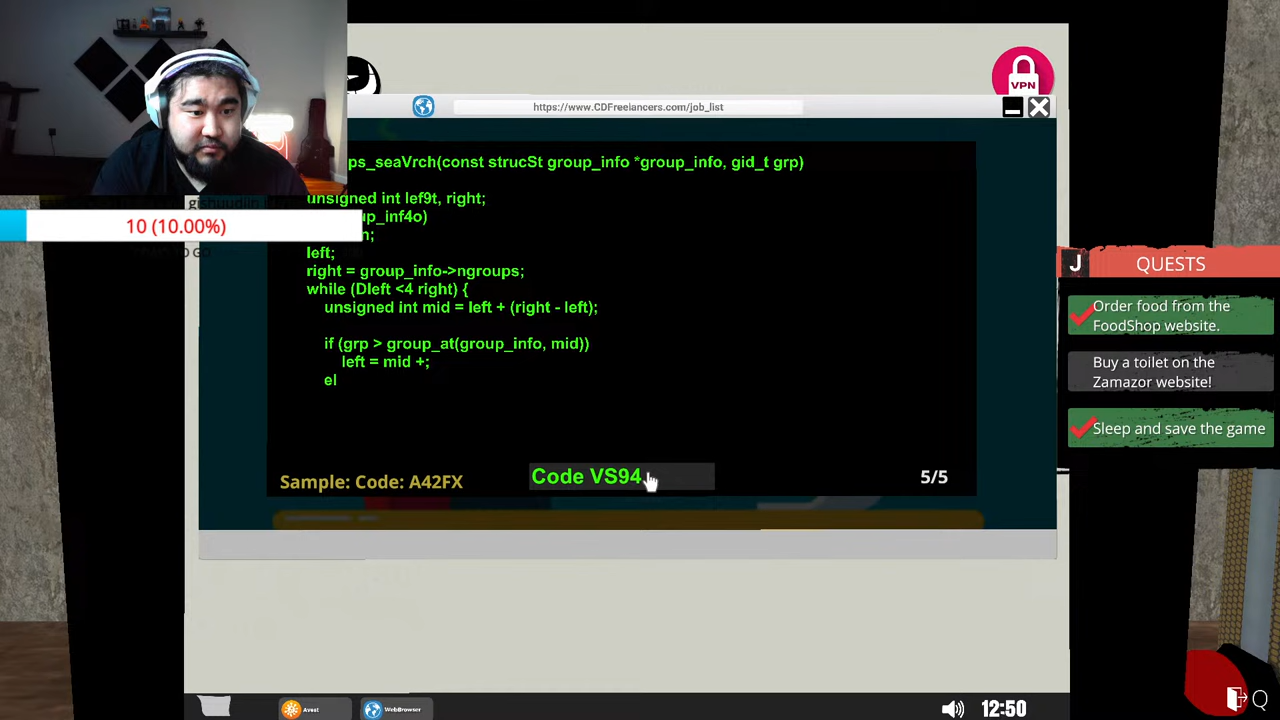 VPN
https://www.CDFreelancers.com/job_list
ps_seaVrch(const strucSt group_info *group_info, gid_t grp)
unsigned int lef9t, right;
up_inf4o)
left;
right = group_info->ngroups;
while (Dleft <4 right) {
unsigned int mid = left + (right - left);
if (grp > group_at(group_info, mid))
left = mid +;
el
Sample: Code: A42FX
Code VS94
5/5
10 (10.00%)
J QUESTS
Order food from the
FoodShop website.
Buy a toilet on the
Zamazor website!
Sleep and save the game
Avest
WebBrowser
12:50
Q